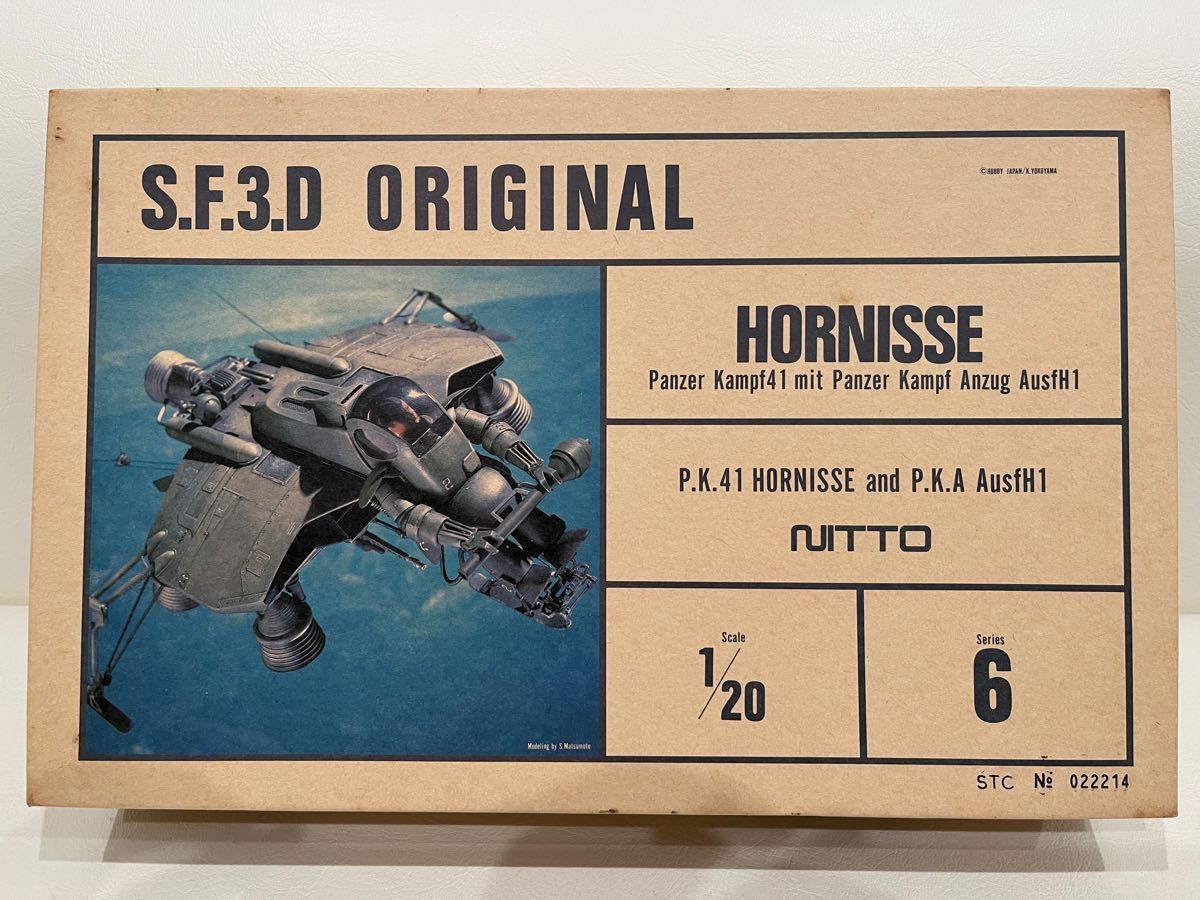 S.F.3.D ORIGINAL
©HOBBY JAPAN/K.YOKOYAMA
HORNISSE
Panzer Kampf41 mit Panzer Kampf Anzug AusfH1
P.K.41 HORNISSE and P.K.A AusfH1
NITTO
Scale
1/20
Series
6
Modeling by S.Matsumoto
STC № 022214